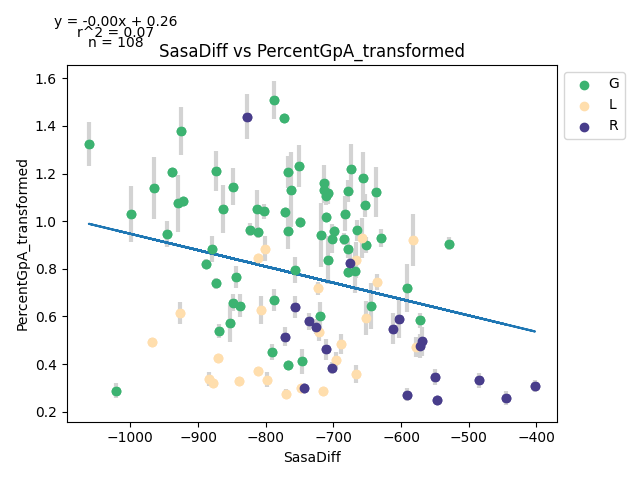 y = -0.00x + 0.26
r^2 = 0.07
n = 108
SasaDiff vs PercentGpA_transformed
G
L
R
PercentGpA_transformed
1.6
1.4
1.2
1.0
0.8
0.6
0.4
0.2
−1000 −900 −800 −700 −600 −500 −400
SasaDiff